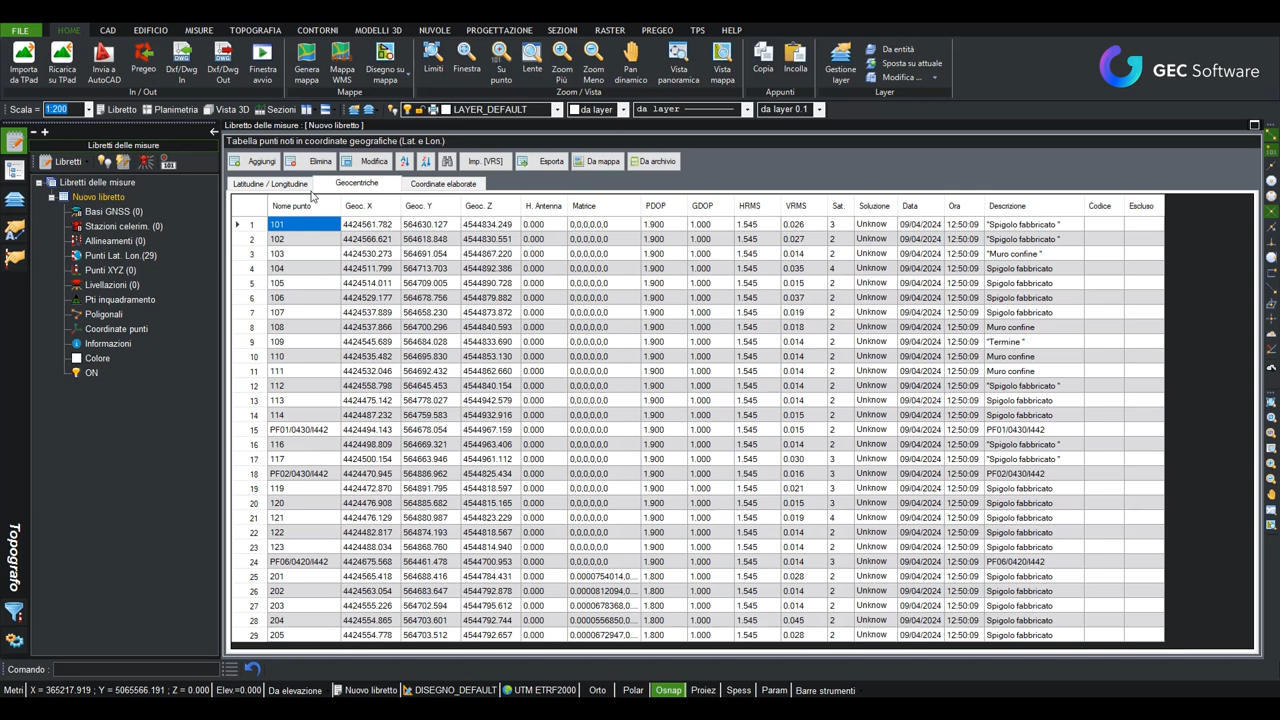 FILE HOME CAD EDIFICIO MISURE TOPOGRAFIA CONTORNI MODELLI 3D NUVOLE PROGETTAZIONE SEZIONI RASTER PREGEO TPS HELP
Importa da TPad Ricarica su TPad Invia a AutoCAD Pregeo Dxf/Dwg In Dxf/Dwg Out Finestra avvio Genera mappa Mappa WMS Disegno su mappa Limiti Finestra Su punto Lente Zoom Più Zoom Meno Pan dinamico Vista panoramica Vista mappa Copia Incolla Gestione layer Da entità
Sposta su attuale
Modifica ...
GEC Software
In / Out Mappe Zoom / Vista Appunti Layer
Scala = 1:200 Libretto Planimetria Vista 3D Sezioni LAYER_DEFAULT da layer da layer da layer 0.1
Libretto delle misure : [ Nuovo libretto ]
Libretti delle misure
Libretti
Libretti delle misure
Nuovo libretto
Basi GNSS (0)
Stazioni celerim. (0)
Allineamenti (0)
Punti Lat. Lon.(29)
Punti XYZ (0)
Livellazioni (0)
Pti inquadramento
Poligonali
Coordinate punti
Informazioni
Colore
ON
Topografo
Tabella punti noti in coordinate geografiche (Lat. e Lon.)
Aggiungi Elimina Modifica Imp. [VRS] Esporta Da mappa Da archivio
Latitudine / Longitudine Geocentriche Coordinate elaborate
Nome punto Geoc. X Geoc. Y Geoc. Z H. Antenna Matrice PDOP GDOP HRMS VRMS Sat. Soluzione Data Ora Descrizione Codice Escluso
1 101 4424561.782 564630.127 4544834.249 0.000 0,0,0,0,0,0 1.900 1.000 1.545 0.026 3 Unknow 09/04/2024 12:50:09 "Spigolo fabbricato "
2 102 4424566.621 564618.848 4544830.551 0.000 0,0,0,0,0,0 1.900 1.000 1.545 0.027 2 Unknow 09/04/2024 12:50:09 "Spigolo fabbricato "
3 103 4424530.273 564691.054 4544867.220 0.000 0,0,0,0,0,0 1.900 1.000 1.545 0.014 2 Unknow 09/04/2024 12:50:09 "Muro confine "
4 104 4424511.799 564713.703 4544892.386 0.000 0,0,0,0,0,0 1.900 1.000 1.545 0.035 4 Unknow 09/04/2024 12:50:09 Spigolo fabbricato
5 105 4424514.011 564709.005 4544890.728 0.000 0,0,0,0,0,0 1.900 1.000 1.545 0.015 2 Unknow 09/04/2024 12:50:09 Spigolo fabbricato
6 106 4424529.177 564678.756 4544879.882 0.000 0,0,0,0,0,0 1.900 1.000 1.545 0.037 2 Unknow 09/04/2024 12:50:09 Spigolo fabbricato
7 107 4424537.889 564658.230 4544873.872 0.000 0,0,0,0,0,0 1.900 1.000 1.545 0.019 2 Unknow 09/04/2024 12:50:09 Spigolo fabbricato
8 108 4424537.866 564700.296 4544840.593 0.000 0,0,0,0,0,0 1.900 1.000 1.545 0.018 2 Unknow 09/04/2024 12:50:09 Muro confine
9 109 4424545.689 564684.028 4544833.690 0.000 0,0,0,0,0,0 1.900 1.000 1.545 0.014 2 Unknow 09/04/2024 12:50:09 "Termine "
10 110 4424535.482 564695.830 4544853.130 0.000 0,0,0,0,0,0 1.900 1.000 1.545 0.014 2 Unknow 09/04/2024 12:50:09 Muro confine
11 111 4424532.046 564692.432 4544862.371 0.000 0,0,0,0,0,0 1.900 1.000 1.545 0.014 2 Unknow 09/04/2024 12:50:09 Muro confine
12 112 4424558.798 564645.453 4544840.154 0.000 0,0,0,0,0,0 1.900 1.000 1.545 0.014 2 Unknow 09/04/2024 12:50:09 "Spigolo fabbricato "
13 113 4424475.142 564778.027 4544942.579 0.000 0,0,0,0,0,0 1.900 1.000 1.545 0.014 2 Unknow 09/04/2024 12:50:09 Spigolo fabbricato
14 114 4424487.232 564759.583 4544932.916 0.000 0,0,0,0,0,0 1.900 1.000 1.545 0.015 2 Unknow 09/04/2024 12:50:09 Spigolo fabbricato
15 PF01/0430/I442 4424494.143 564678.054 4544967.159 0.000 0,0,0,0,0,0 1.900 1.000 1.545 0.015 2 Unknow 09/04/2024 12:50:09 PF01/0430/I442
16 116 4424498.809 564669.321 4544963.406 0.000 0,0,0,0,0,0 1.900 1.000 1.545 0.014 2 Unknow 09/04/2024 12:50:09 "Spigolo fabbricato "
17 117 4424500.154 564663.946 4544961.112 0.000 0,0,0,0,0,0 1.900 1.000 1.545 0.030 3 Unknow 09/04/2024 12:50:09 "Spigolo fabbricato "
18 PF02/0430/I442 4424470.945 564886.962 4544825.434 0.000 0,0,0,0,0,0 1.900 1.000 1.545 0.016 3 Unknow 09/04/2024 12:50:09 PF02/0430/I442
19 119 4424472.870 564891.795 4544818.597 0.000 0,0,0,0,0,0 1.900 1.000 1.545 0.021 3 Unknow 09/04/2024 12:50:09 Spigolo fabbricato
20 120 4424476.908 564885.682 4544815.165 0.000 0,0,0,0,0,0 1.900 1.000 1.545 0.015 3 Unknow 09/04/2024 12:50:09 Spigolo fabbricato
21 121 4424476.129 564880.987 4544823.229 0.000 0,0,0,0,0,0 1.900 1.000 1.545 0.019 4 Unknow 09/04/2024 12:50:09 Spigolo fabbricato
22 122 4424482.817 564874.193 4544818.567 0.000 0,0,0,0,0,0 1.900 1.000 1.545 0.014 2 Unknow 09/04/2024 12:50:09 Spigolo fabbricato
23 123 4424488.034 564868.760 4544814.940 0.000 0,0,0,0,0,0 1.900 1.000 1.545 0.014 2 Unknow 09/04/2024 12:50:09 Spigolo fabbricato
24 PF06/0420/I442 4424675.568 564461.478 4544700.953 0.000 0,0,0,0,0,0 1.900 1.000 1.545 0.014 3 Unknow 09/04/2024 12:50:09 PF06/0420/I442
25 201 4424565.418 564688.416 4544784.431 0.000 0.0000754014,0.... 1.800 1.000 1.545 0.028 2 Unknow 09/04/2024 12:50:09 Spigolo fabbricato
26 202 4424563.054 564683.647 4544792.878 0.000 0.0000812094,0.... 1.800 1.000 1.545 0.014 2 Unknow 09/04/2024 12:50:09 Spigolo fabbricato
27 203 4424555.226 564702.594 4544795.612 0.000 0.0000678368,0.... 1.800 1.000 1.545 0.014 2 Unknow 09/04/2024 12:50:09 Spigolo fabbricato
28 204 4424554.865 564703.601 4544792.158 0.000 0.0000556850,0.... 1.800 1.000 1.545 0.045 2 Unknow 09/04/2024 12:50:09 Spigolo fabbricato
29 205 4424554.778 564703.512 4544792.657 0.000 0.0000672947,0.... 1.800 1.000 1.545 0.028 2 Unknow 09/04/2024 12:50:09 Spigolo fabbricato
Comando :
Metri X = 365217.919 ; Y = 5065566.191 ; Z = 0.000 Elev.=0.000 Da elevazione Nuovo libretto DISEGNO_DEFAULT UTM ETRF2000 Orto Polar Osnap Proiez Spess Param Barre strumenti